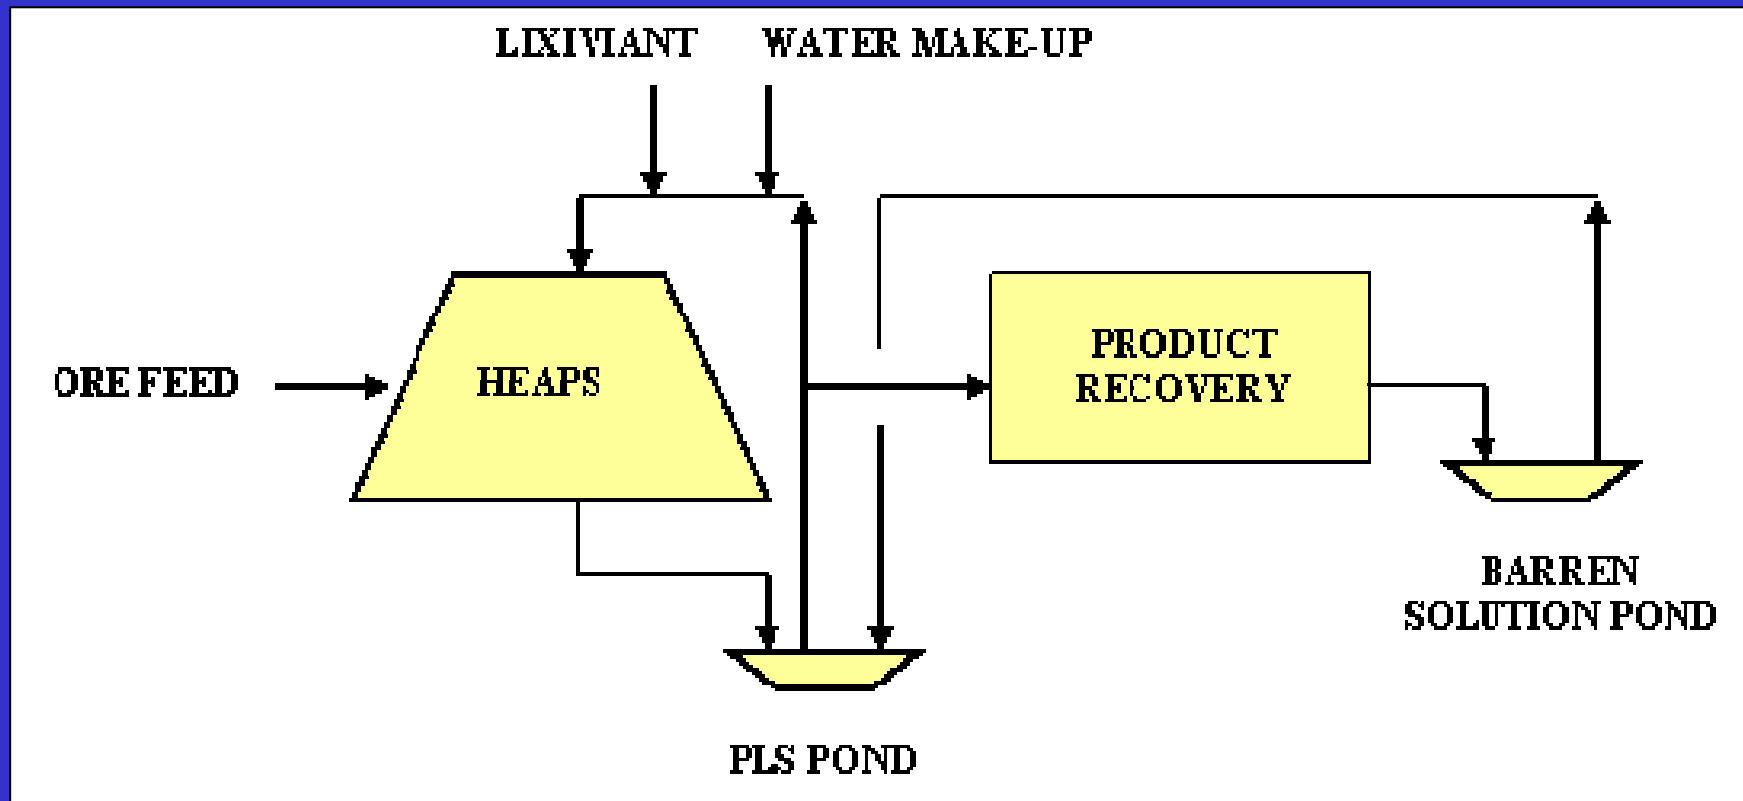 LIXIVIANT
WATER MAKE-UP
ORE FEED
HEAPS
PRODUCT
RECOVERY
BARREN
SOLUTION POND
PLS POND